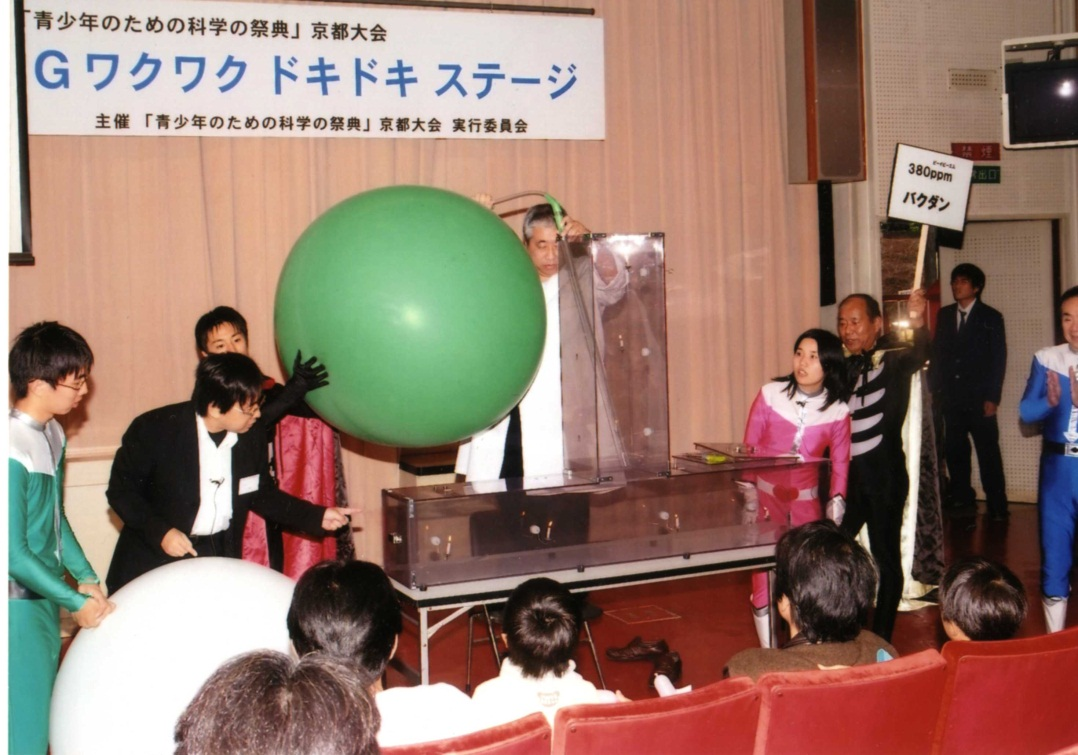 「青少年のための科学の祭典」京都大会
Gワクワク ドキドキ ステージ
主催 「青少年のための科学の祭典」京都大会 実行委員会
380ppm
バクダン